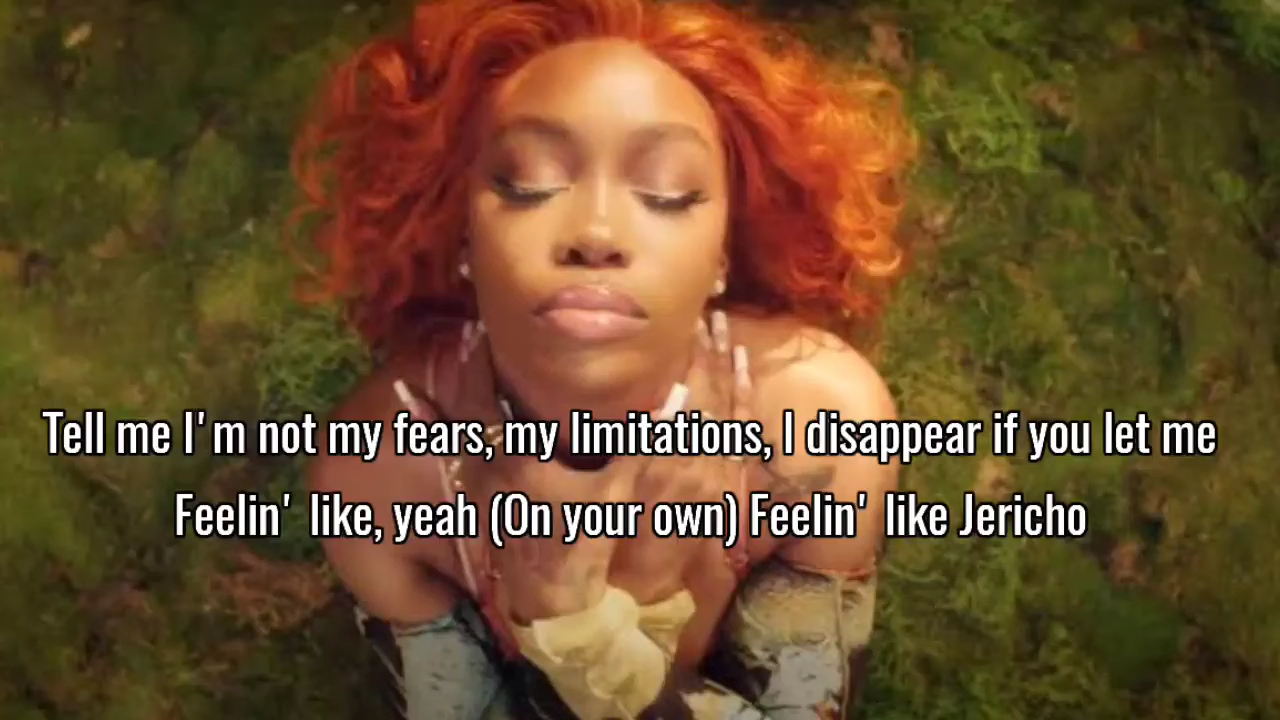 Tell me I'm not my fears, my limitations, I disappear if you let me
Feelin' like, yeah (On your own) Feelin' like Jericho